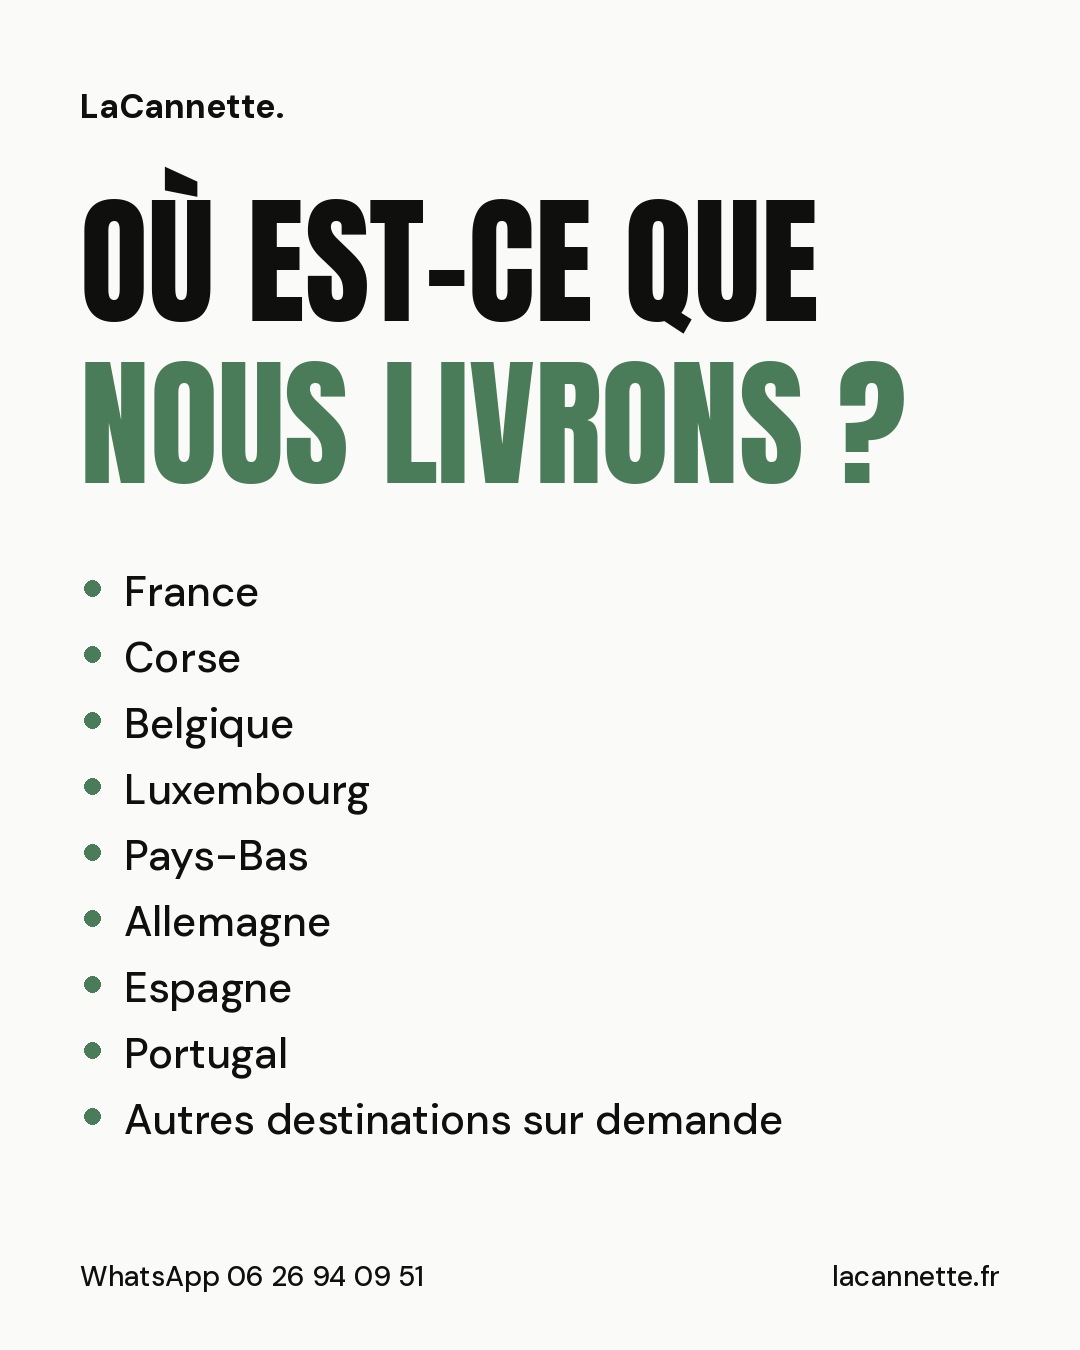 LaCannette.
OÙ EST-CE QUE
NOUS LIVRONS ?
• France
• Corse
• Belgique
• Luxembourg
• Pays-Bas
• Allemagne
• Espagne
• Portugal
• Autres destinations sur demande
WhatsApp 06 26 94 09 51
lacannette.fr